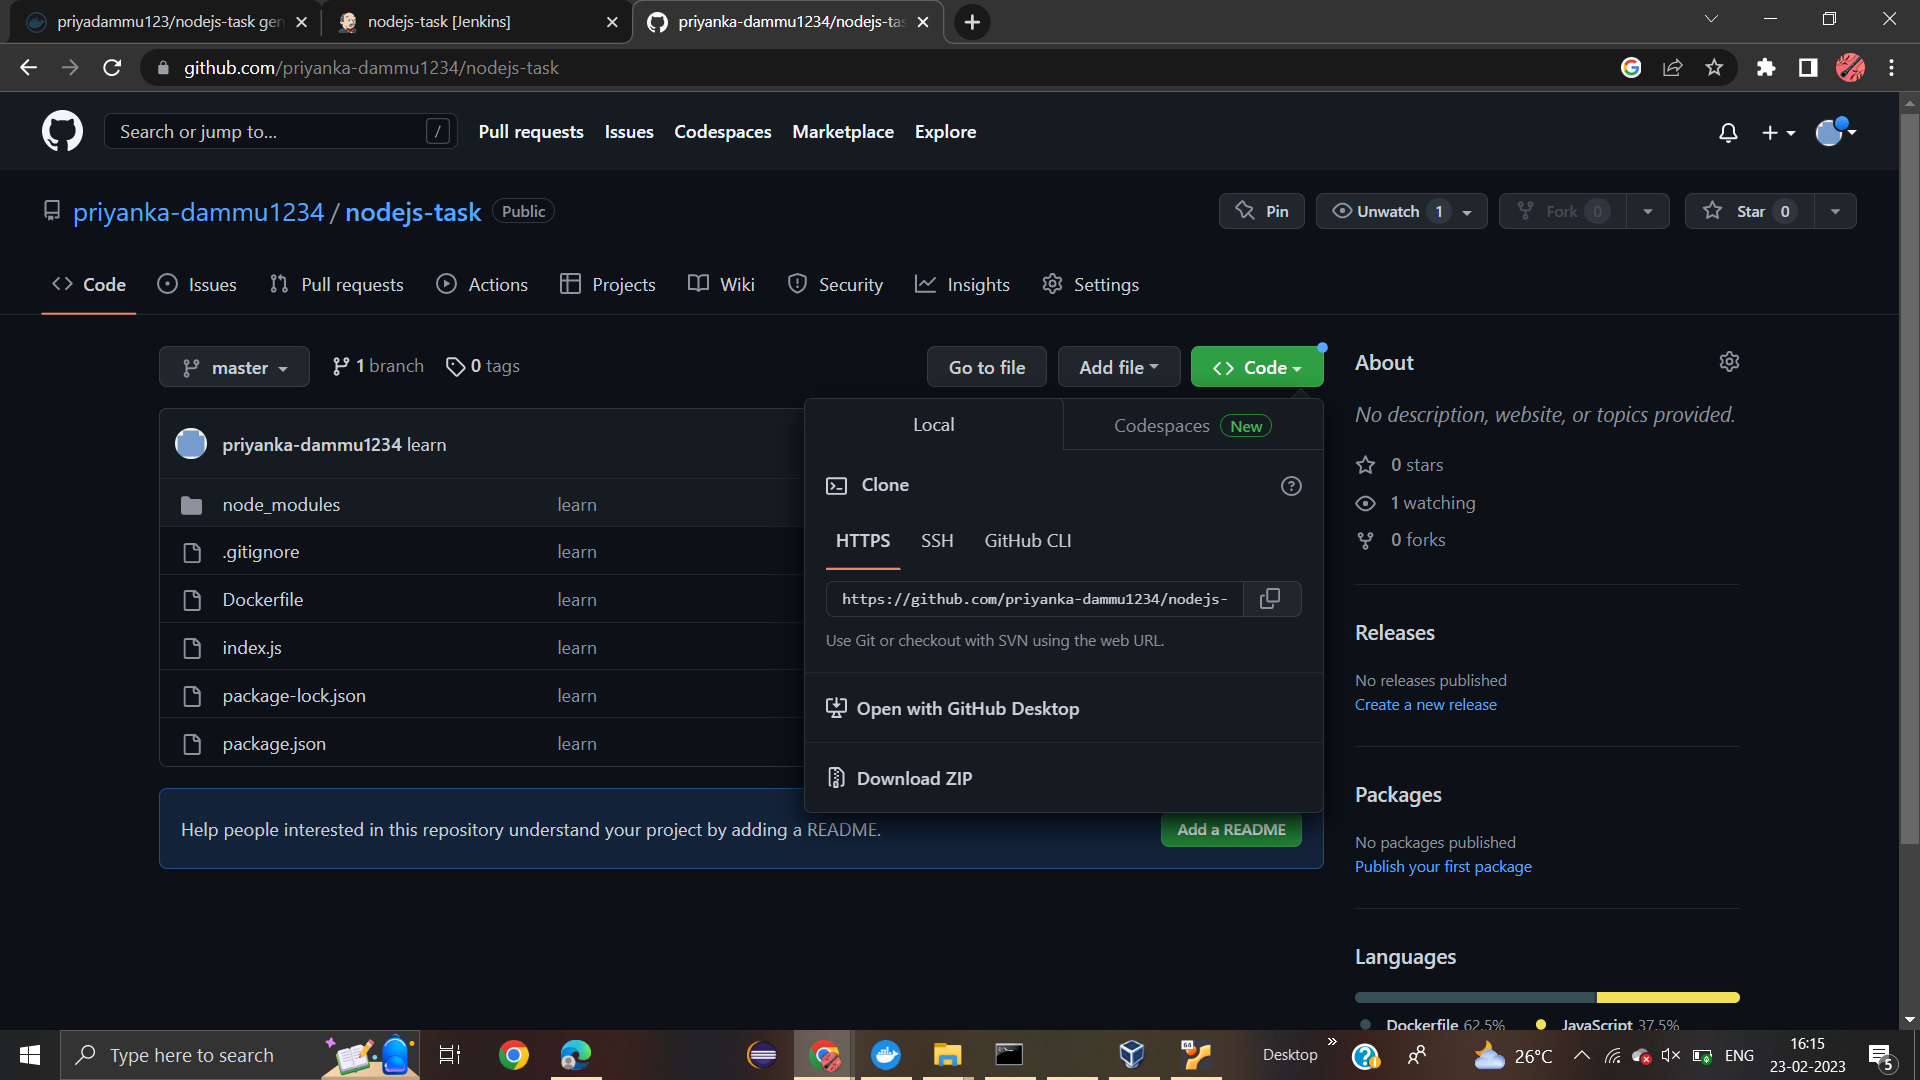 priyadammu123/nodejs-task gen
nodejs-task [Jenkins]
priyanka-dammu1234/nodejs-tas
github.com/priyanka-dammu1234/nodejs-task
Search or jump to...
/
Pull requests
Issues
Codespaces
Marketplace
Explore
priyanka-dammu1234 / nodejs-task
Public
Pin
Unwatch 1
Fork 0
Star 0
Code
Issues
Pull requests
Actions
Projects
Wiki
Security
Insights
Settings
master
1 branch
0 tags
Go to file
Add file
Code
priyanka-dammu1234 learn
node_modules learn
.gitignore learn
Dockerfile learn
index.js learn
package-lock.json learn
package.json learn
Local
Codespaces New
Clone
HTTPS
SSH
GitHub CLI
https://github.com/priyanka-dammu1234/nodejs-
Use Git or checkout with SVN using the web URL.
Open with GitHub Desktop
Download ZIP
Help people interested in this repository understand your project by adding a README.
Add a README
About
No description, website, or topics provided.
0 stars
1 watching
0 forks
Releases
No releases published
Create a new release
Packages
No packages published
Publish your first package
Languages
Dockerfile 62.5%
JavaScript 37.5%
Type here to search
64
Desktop
26°C
ENG
16:15
23-02-2023
5